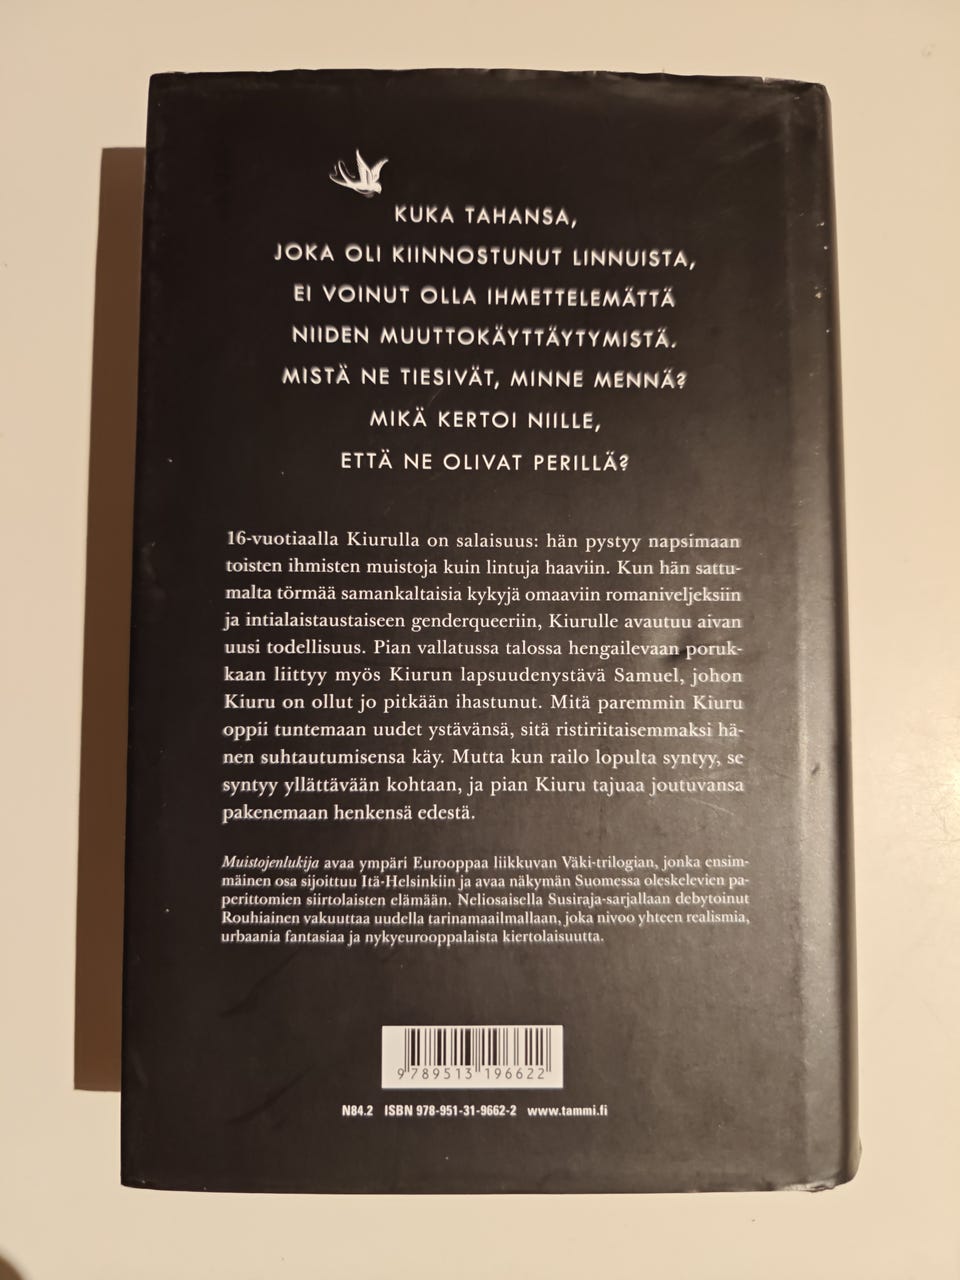 KUKA TAHANSA,
JOKA OLI KIINNOSTUNUT LINNUISTA,
EI VOINUT OLLA IHMETTELEMÄTTÄ
NIIDEN MUUTTOKÄYTTÄYTYMISTÄ.
MISTÄ NE TIESIVÄT, MINNE MENNÄ?
MIKÄ KERTOI NIILLE,
ETTÄ NE OLIVAT PERILLÄ?
16-vuotiaalla Kiurulla on salaisuus: hän pystyy napsimaan
toisten ihmisten muistoja kuin lintuja haaviin. Kun hän sattu-
malta törmää samankaltaisia kykyjä omaaviin romaniveljeksiin
ja intialaistaustaiseen genderqueeriin, Kiurulle avautuu aivan
uusi todellisuus. Pian vallatussa talossa hengailevaan poruk-
kaan liittyy myös Kiurun lapsuudenystävä Samuel, johon
Kiuru on ollut jo pitkään ihastunut. Mitä paremmin Kiuru
oppii tuntemaan uudet ystävänsä, sitä ristiriitaisemmaksi hä-
nen suhtautumisensa käy. Mutta kun railo lopulta syntyy, se
syntyy yllättävään kohtaan, ja pian Kiuru tajuaa joutuvansa
pakenemaan henkensä edestä.
Muistojenlukija avaa ympäri Eurooppaa liikkuvan Väki-trilogian, jonka ensim-
mäinen osa sijoittuu Itä-Helsinkiin ja avaa näkymän Suomessa oleskelevien pa-
perittomien siirtolaisten elämään. Neliosaisella Susiraja-sarjallaan debytoinut
Rouhiainen vakuuttaa uudella tarinamaailmallaan, joka nivoo yhteen realismia,
urbaania fantasiaa ja nykyeurooppalaista kiertolaisuutta.
9 789513 196622
N84.2 ISBN 978-951-31-9662-2 www.tammi.fi